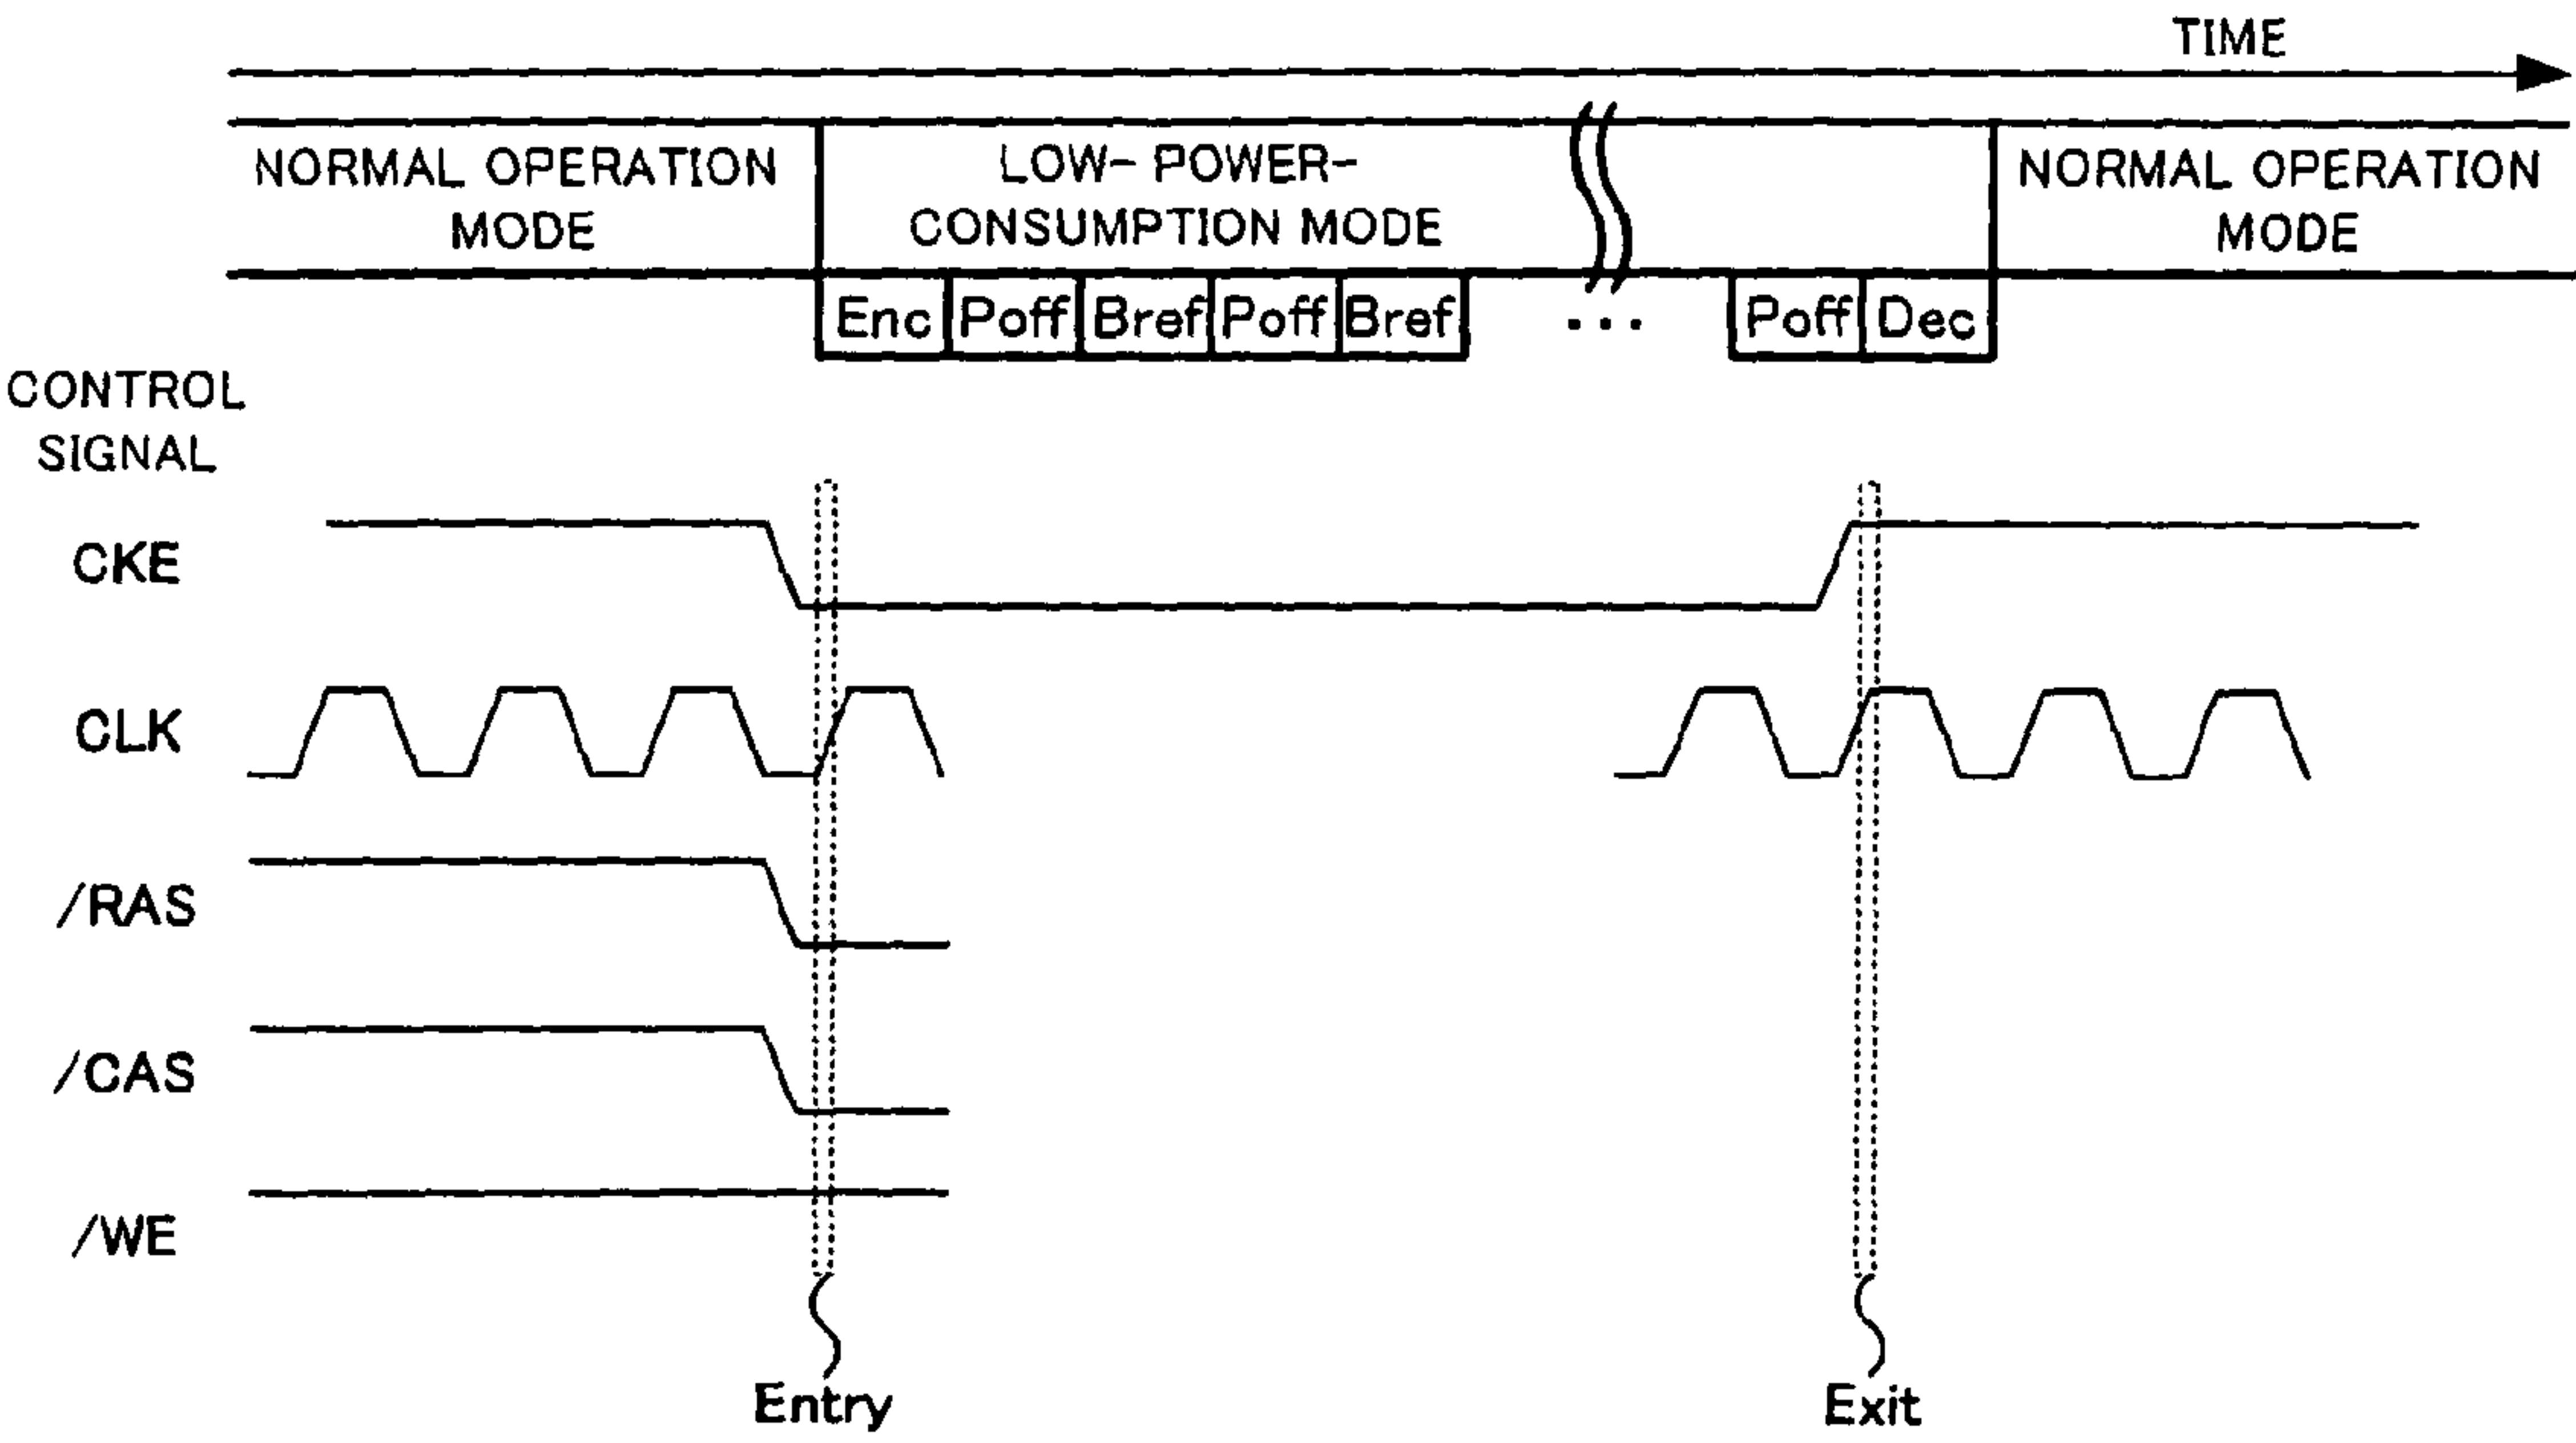 TIME
NORMAL OPERATION
MODE
LOW- POWER-
CONSUMPTION MODE
NORMAL OPERATION
MODE
Enc Poff Bref Poff Bref ... Poff Dec
CONTROL
SIGNAL
CKE
CLK
/RAS
/CAS
/WE
Entry
Exit